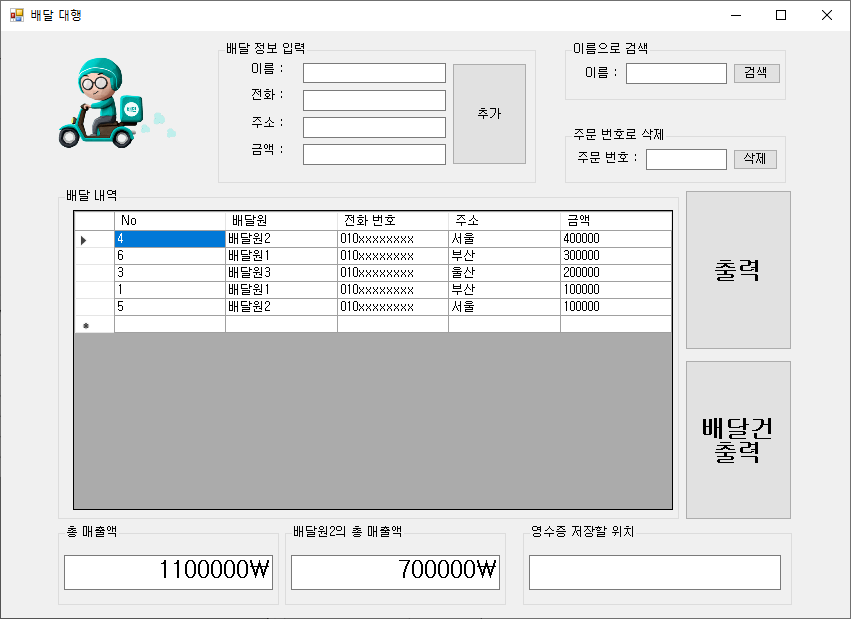 배달 대행
배달 정보 입력
이름 :
전화 :
주소 :
금액 :
추가
이름으로 검색
이름 :
검색
주문 번호로 삭제
주문 번호 :
삭제
배민
배달 내역
No 배달원 전화 번호 주소 금액
4 배달원2 010xxxxxxxx 서울 400000
6 배달원1 010xxxxxxxx 부산 300000
3 배달원3 010xxxxxxxx 울산 200000
1 배달원1 010xxxxxxxx 부산 100000
5 배달원2 010xxxxxxxx 서울 100000
출력
배달건
출력
총 매출액
1100000₩
배달원2의 총 매출액
700000₩
영수증 저장할 위치